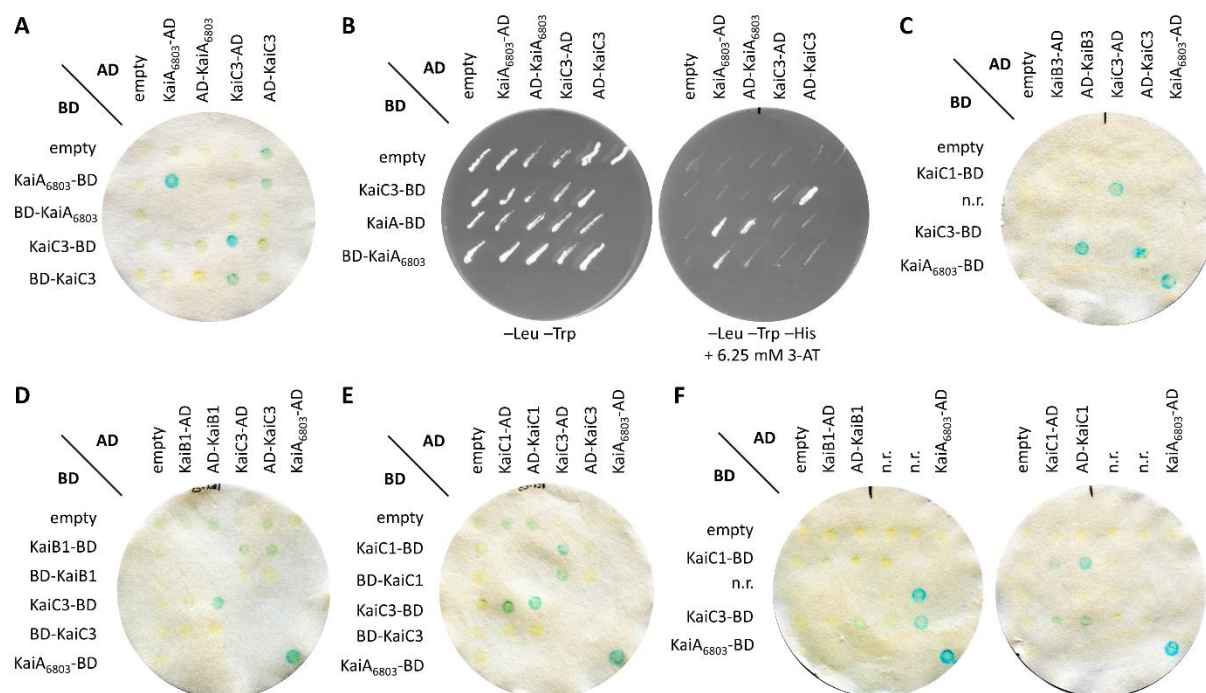 A
AD
BD
empty
KaiA6803-AD
AD-KaiA6803
KaiC3-AD
AD-KaiC3
empty
KaiA6803-BD
BD-KaiA6803
KaiC3-BD
BD-KaiC3
B
AD
BD
empty
KaiA6803-AD
AD-KaiA6803
KaiC3-AD
AD-KaiC3
empty
KaiA6803-AD
AD-KaiA6803
KaiC3-AD
AD-KaiC3
empty
KaiC3-BD
KaiA-BD
BD-KaiA6803
–Leu –Trp
–Leu –Trp –His
+ 6.25 mM 3-AT
C
AD
BD
empty
KaiB3-AD
AD-KaiB3
KaiC3-AD
AD-KaiC3
KaiA6803-AD
empty
KaiC1-BD
n.r.
KaiC3-BD
KaiA6803-BD
D
AD
BD
empty
KaiB1-AD
AD-KaiB1
KaiC3-AD
AD-KaiC3
KaiA6803-AD
empty
KaiB1-BD
BD-KaiB1
KaiC3-BD
BD-KaiC3
KaiA6803-BD
E
AD
BD
empty
KaiC1-AD
AD-KaiC1
KaiC3-AD
AD-KaiC3
KaiA6803-AD
empty
KaiC1-BD
BD-KaiC1
KaiC3-BD
BD-KaiC3
KaiA6803-BD
F
AD
BD
empty
KaiB1-AD
AD-KaiB1
n.r.
n.r.
KaiA6803-AD
empty
KaiC1-AD
AD-KaiC1
n.r.
n.r.
KaiA6803-AD
empty
KaiC1-BD
n.r.
KaiC3-BD
KaiA6803-BD